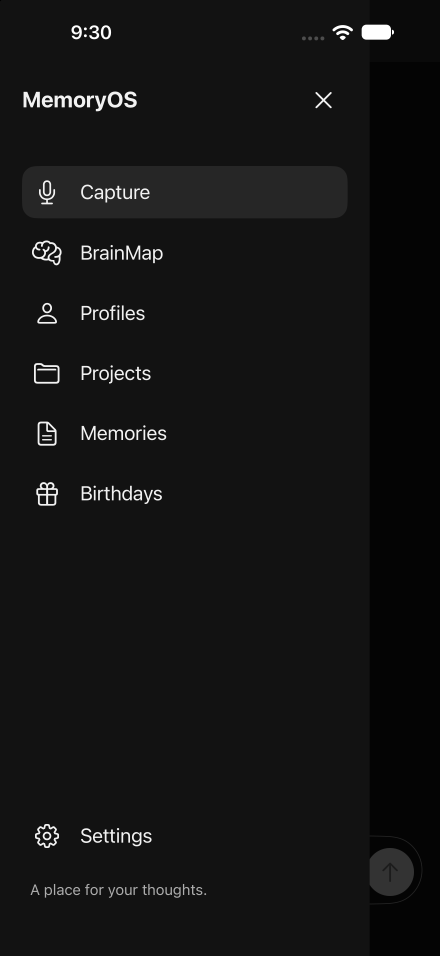 9:30
MemoryOS
Capture
BrainMap
Profiles
Projects
Memories
Birthdays
Settings
A place for your thoughts.